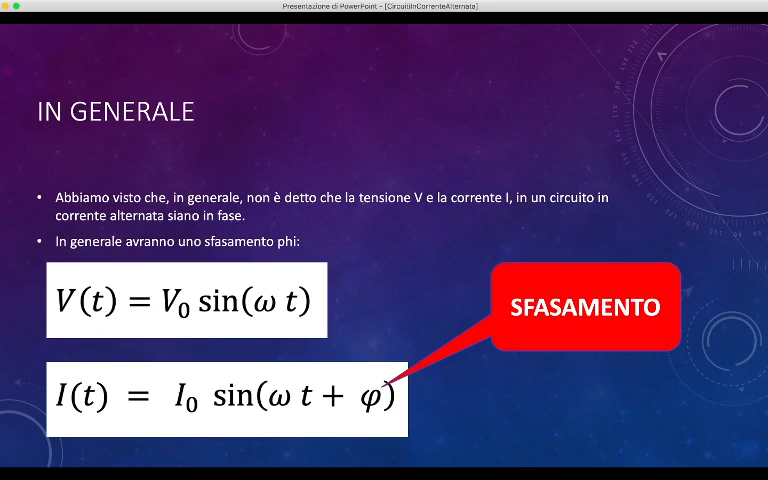 Presentazione di PowerPoint - [CircuitiInCorrenteAlternata]
IN GENERALE
• Abbiamo visto che, in generale, non è detto che la tensione V e la corrente I, in un circuito in
corrente alternata siano in fase.
• In generale avranno uno sfasamento phi:
V(t) = V₀ sin(ω t)
SFASAMENTO
I(t) = I₀ sin(ω t + φ)